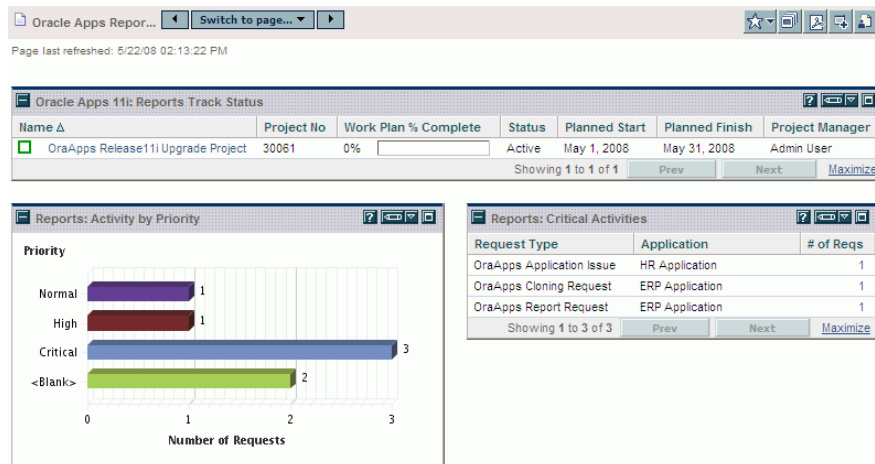 Oracle Apps Repor... Switch to page...
Page last refreshed: 5/22/08 02:13:22 PM
Oracle Apps 11i: Reports Track Status
Name Project No Work Plan % Complete Status Planned Start Planned Finish Project Manager
OraApps Release11i Upgrade Project 30061 0% Active May 1, 2008 May 31, 2008 Admin User
Showing 1 to 1 of 1 Prev Next Maximize
Reports: Activity by Priority
Priority
Normal 1
High 1
Critical 3
<Blank> 2
0 1 2 3
Number of Requests
Reports: Critical Activities
Request Type Application # of Reqs
OraApps Application Issue HR Application 1
OraApps Cloning Request ERP Application 1
OraApps Report Request ERP Application 1
Showing 1 to 3 of 3 Prev Next Maximize